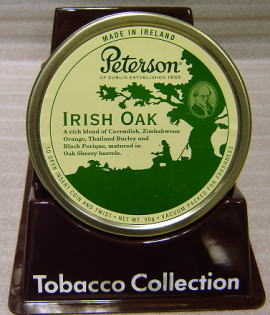 MADE IN IRELAND
Peterson
OF DUBLIN ESTABLISHED 1865
IRISH OAK
A rich blend of Cavendish, Zimbabwean
Orange, Thailand Burley and
Black Perique, matured in
Oak Sherry barrels.
TO OPEN INSERT COIN AND TWIST • NET WT. 50g • VACUUM PACKED FOR FRESHNESS
Tobacco Collection